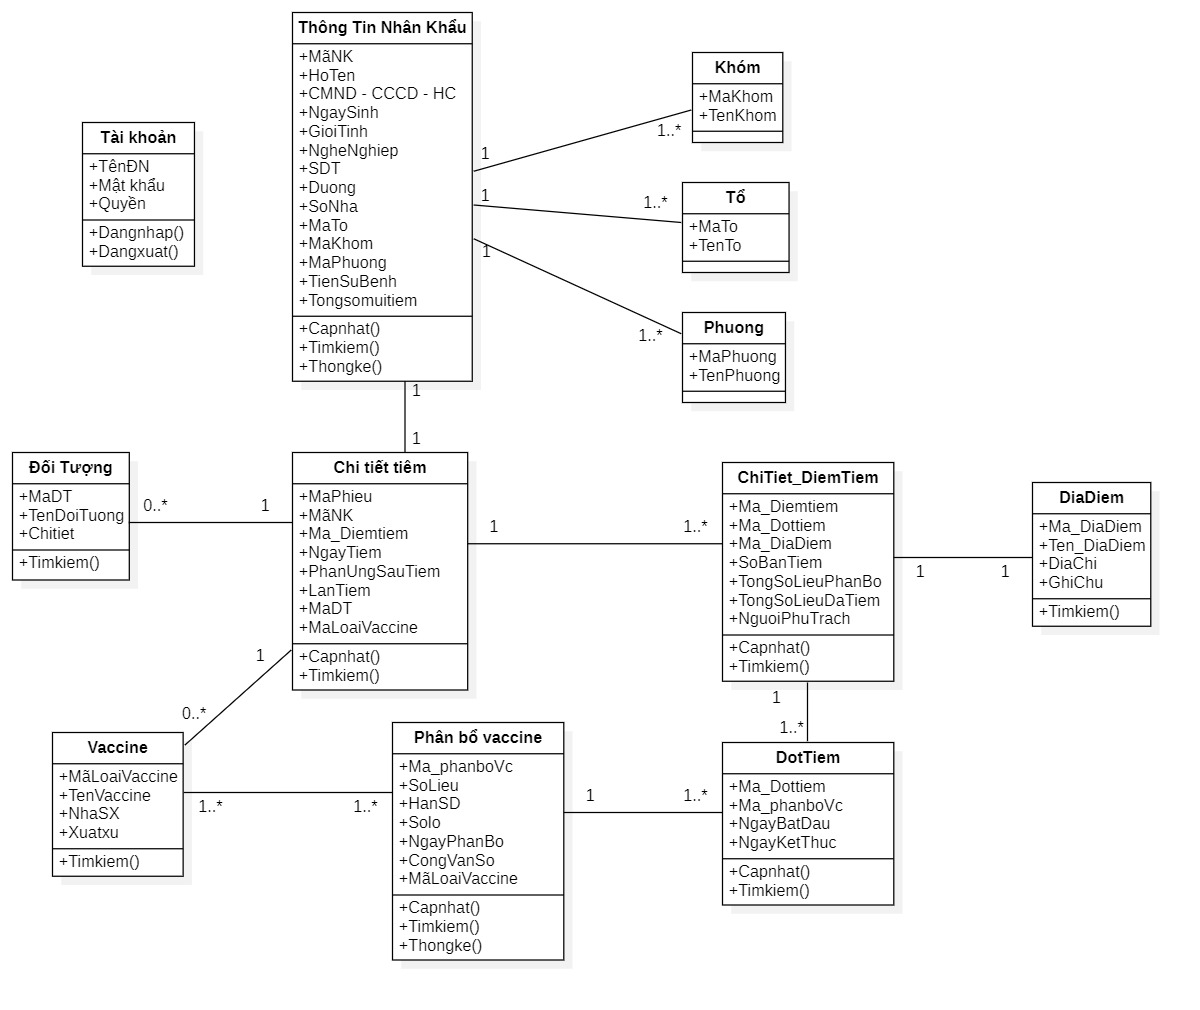 Thông Tin Nhân Khẩu
+MãNK
+HoTen
+CMND - CCCD - HC
+NgaySinh
+GioiTinh
+NgheNghiep
+SDT
+Duong
+SoNha
+MaTo
+MaKhom
+MaPhuong
+TienSuBenh
+Tongsomuitiem
+Capnhat()
+Timkiem()
+Thongke()
Khóm
+MaKhom
+TenKhom
1
1..*
Tài khoản
+TênĐN
+Mật khẩu
+Quyền
+Dangnhap()
+Dangxuat()
Tổ
+MaTo
+TenTo
1
1..*
Phuong
+MaPhuong
+TenPhuong
1
1..*
1
1
Đối Tượng
+MaDT
+TenDoiTuong
+Chitiet
+Timkiem()
0..*
1
Chi tiết tiêm
+MaPhieu
+MãNK
+Ma_Diemtiem
+NgayTiem
+PhanUngSauTiem
+LanTiem
+MaDT
+MaLoaiVaccine
+Capnhat()
+Timkiem()
1
1..*
ChiTiet_DiemTiem
+Ma_Diemtiem
+Ma_Dottiem
+Ma_DiaDiem
+SoBanTiem
+TongSoLieuPhanBo
+TongSoLieuDaTiem
+NguoiPhuTrach
+Capnhat()
+Timkiem()
1
1
DiaDiem
+Ma_DiaDiem
+Ten_DiaDiem
+DiaChi
+GhiChu
+Timkiem()
1
0..*
1
1..*
Vaccine
+MãLoaiVaccine
+TenVaccine
+NhaSX
+Xuatxu
+Timkiem()
1..*
1..*
Phân bổ vaccine
+Ma_phanboVc
+SoLieu
+HanSD
+Solo
+NgayPhanBo
+CongVanSo
+MãLoaiVaccine
+Capnhat()
+Timkiem()
+Thongke()
1
1..*
DotTiem
+Ma_Dottiem
+Ma_phanboVc
+NgayBatDau
+NgayKetThuc
+Capnhat()
+Timkiem()